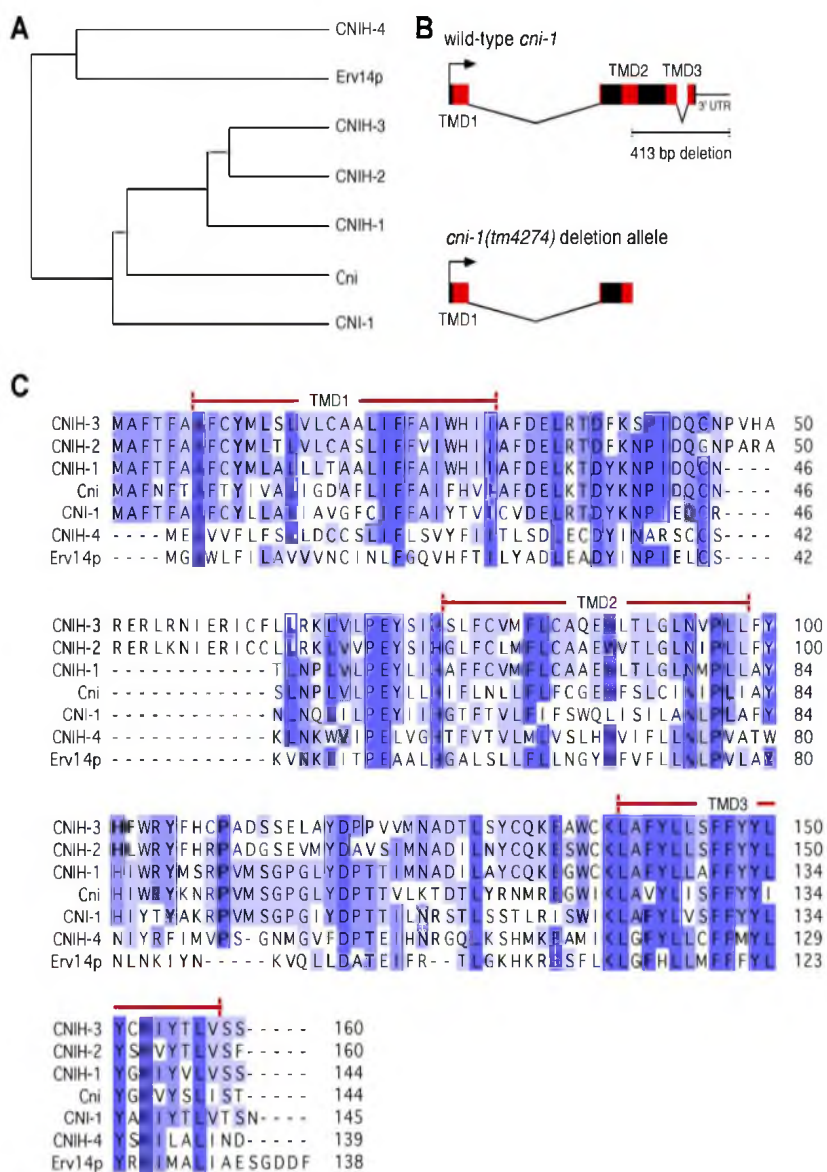 A
CNIH-4
Erv14p
CNIH-3
CNIH-2
CNIH-1
Cni
CNI-1
B
wild-type cni-1
TMD2 TMD3
TMD1
3' UTR
413 bp deletion
cni-1(tm4274) deletion allele
TMD1
C
TMD1
CNIH-3 MAFTFAAFCYMLSLVLCAALIFFAIWHIIAFDELRTDFKSPIDQCNPVHA 50
CNIH-2 MAFTFAAFCYMLTLVLCASLIFFVIWHIIAFDELRTDFKNPIDQGNPARA 50
CNIH-1 MAFTFAAFCYMLALLLTAALIFFAIWHIIAFDELKTDYKNPIDQCN---- 46
Cni MAFNFTAFTYIVALIGDAFLIFFAIFHVIAFDELKTDYKNPIDQCN---- 46
CNI-1 MAFTFAAFCYLLALIAVGFCIFFAIYTVICVDELRTDYKNPIEQCR---- 46
CNIH-4 ----MEAVVFLFSLLDCCSLIFLSVYFIITLSDLECDYINARSCCS---- 42
Erv14p ----MGAWLFILAVVVNCINLFGQVHFTILYADLEADYINPIELCS---- 42
TMD2
CNIH-3 RERLRNIERICFLLRKLVLPEYSIHSLFCVMFLCAQEWLTLGLNVPLLFY 100
CNIH-2 RERLKNIERICCLLRKLVVPEYSIHGLFCLMFLCAAEWVTLGLNIPLLFY 100
CNIH-1 ------------TLNPLVLPEYLIHAFFCVMFLCAAEWLTLGLNMPLLAY 84
Cni ------------SLNPLVLPEYLLHIFLNLLFLFCGEWFSLCINIPLIAY 84
CNI-1 ------------NLNQLILPEYLIHGTFTVLFIFSWQLISILANLPLAFY 84
CNIH-4 ------------KLNKWVIPELVGHTFVTVLMLVSLHWVIFLLNLPVATW 80
Erv14p ------------KVNKLITPEAALHGALSLLFLLNGYWFVFLLNLPVLAY 80
TMD3
CNIH-3 HFWRYFHCPADSSELAYDPPVVMNADTLSYCQKEAWCKLAFYLLSFFYYL 150
CNIH-2 HLWRYFHRPADGSEVMYDAVSIMNADILNYCQKESWCKLAFYLLSFFYYL 150
CNIH-1 HIWRYMSRPVMSGPGLYDPTTIMNADILAYCQKEGWCKLAFYLLAFFYYL 134
Cni HIWRYKNRPVMSGPGLYDPTTVLKTDTLYRNMREGWIKLAVYLISFFYYI 134
CNI-1 HIYTYAKRPVMSGPGIYDPTTILNRSTLSSTLRISWIKLAFYLVSFFYYL 134
CNIH-4 NIYRFIMVPS-GNMGVFDPTEIHNRGQLKSHMKEAMIKLGFYLLCFFMYL 129
Erv14p NLNKIYN-----KVQLLDATEIFR--TLGKHKRESFLKLGFHLLMFFFYL 123
CNIH-3 YCMIYTLVSS----- 160
CNIH-2 YSMVYTLVSF----- 160
CNIH-1 YGMIYVLVSS----- 144
Cni YGMVYSLIST----- 144
CNI-1 YAMIYTLVTSN---- 145
CNIH-4 YSMILALIND----- 139
Erv14p YRMIMALIAESGDDF 138